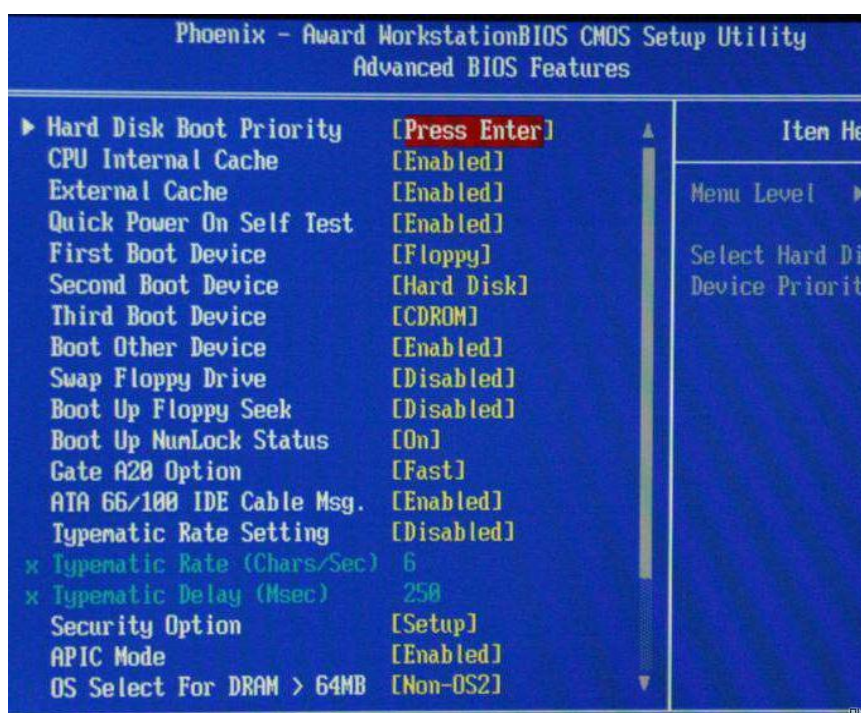 Phoenix - Award WorkstationBIOS CMOS Setup Utility
Advanced BIOS Features
Hard Disk Boot Priority [Press Enter]
CPU Internal Cache [Enabled]
External Cache [Enabled]
Quick Power On Self Test [Enabled]
First Boot Device [Floppy]
Second Boot Device [Hard Disk]
Third Boot Device [CDROM]
Boot Other Device [Enabled]
Swap Floppy Drive [Disabled]
Boot Up Floppy Seek [Disabled]
Boot Up NumLock Status [On]
Gate A20 Option [Fast]
ATA 66/100 IDE Cable Msg. [Enabled]
Typematic Rate Setting [Disabled]
x Typematic Rate (Chars/Sec) 6
x Typematic Delay (Msec) 250
Security Option [Setup]
APIC Mode [Enabled]
OS Select For DRAM > 64MB [Non-OS2]
Item He
Menu Level
Select Hard Di
Device Priorit